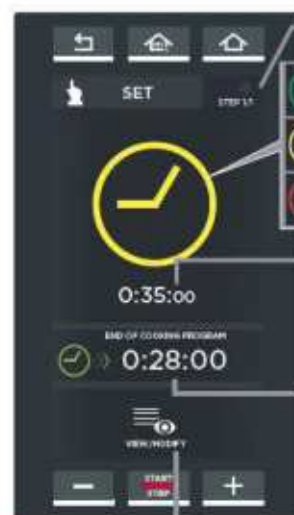 SET
STEP 1/1
0:35:00
END OF COOKING PROGRAM
0:28:00
VIEW/MODIFY
−
START
STOP
+